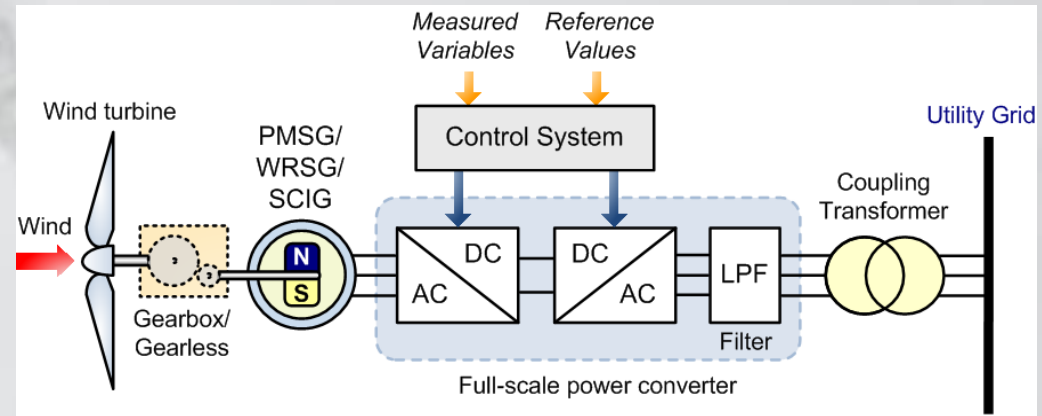 Measured
Variables
Reference
Values
Wind turbine
Control System
Utility Grid
PMSG/
WRSG/
SCIG
Coupling
Transformer
Wind
N
S
DC
AC
DC
AC
LPF
Gearbox/
Gearless
Filter
Full-scale power converter